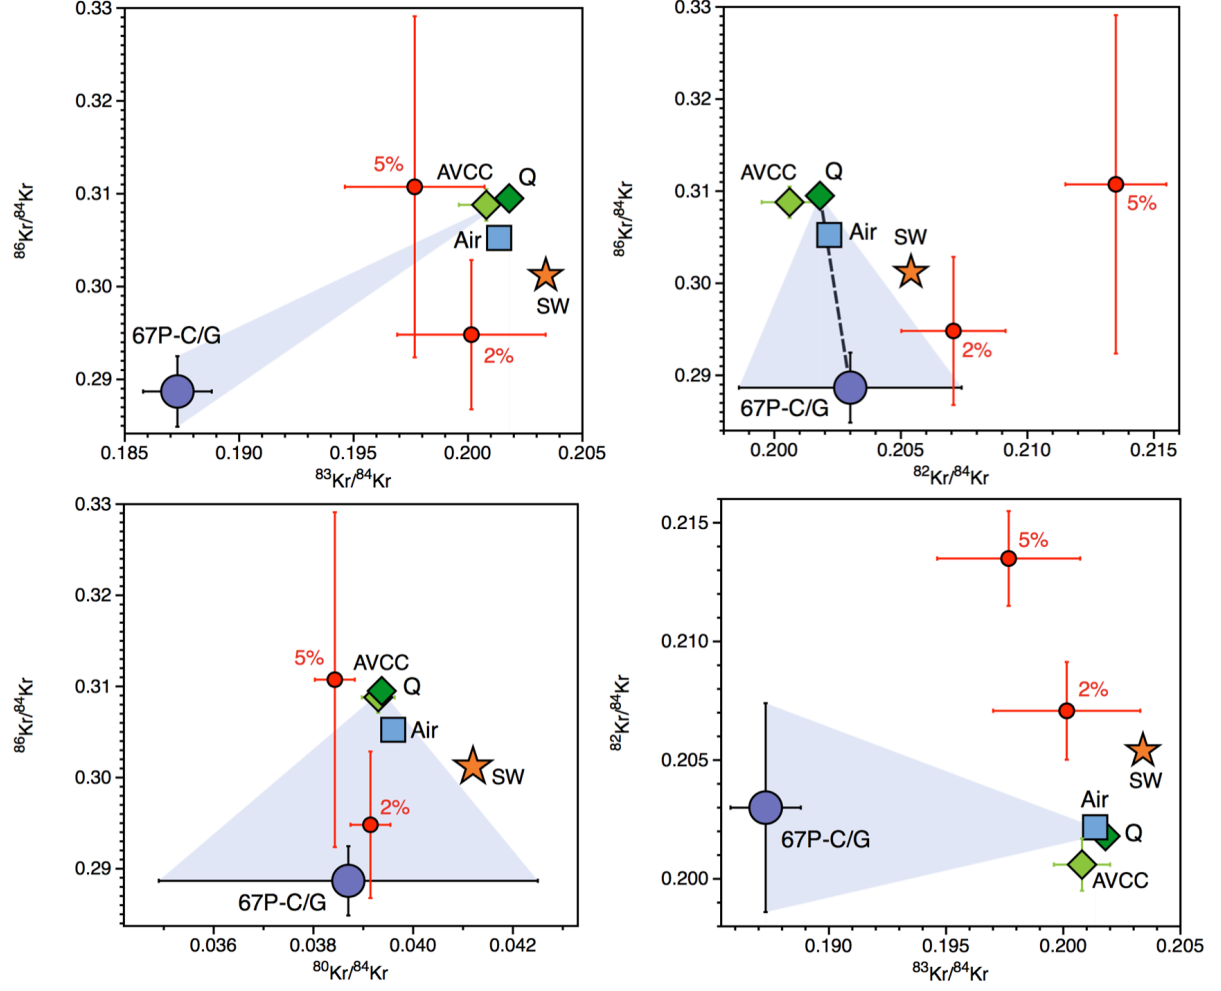 0.33
0.32
0.31
0.30
0.29
⁸⁶Kr/⁸⁴Kr
5%
AVCC
Q
Air
SW
2%
67P-C/G
0.185
0.190
0.195
0.200
0.205
⁸³Kr/⁸⁴Kr
0.33
0.32
0.31
0.30
0.29
⁸⁶Kr/⁸⁴Kr
AVCC
Q
Air
SW
5%
2%
67P-C/G
0.200
0.205
0.210
0.215
⁸²Kr/⁸⁴Kr
0.33
0.32
0.31
0.30
0.29
⁸⁶Kr/⁸⁴Kr
5%
AVCC
Q
Air
SW
2%
67P-C/G
0.036
0.038
0.040
0.042
⁸⁰Kr/⁸⁴Kr
0.215
0.210
0.205
0.200
⁸²Kr/⁸⁴Kr
5%
2%
SW
Air
Q
67P-C/G
AVCC
0.190
0.195
0.200
0.205
⁸³Kr/⁸⁴Kr